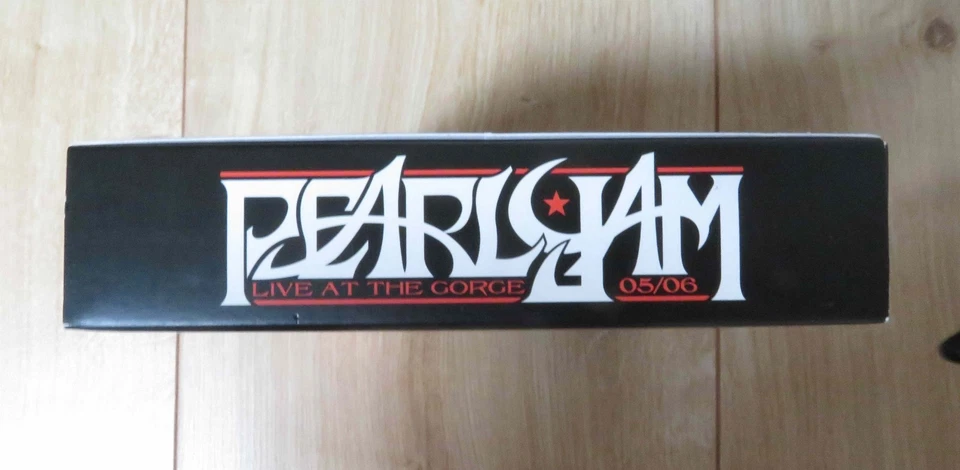 PEARL JAM
LIVE AT THE GORGE 05/06